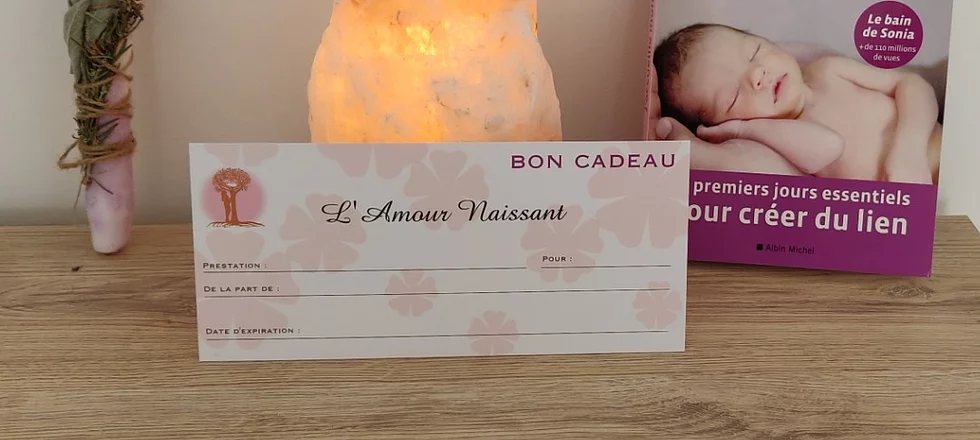 BON CADEAU
L'Amour Naissant
PRESTATION :
POUR :
DE LA PART DE :
DATE D'EXPIRATION :
Le bain
de Sonia
+ de 110 millions
de vues
premiers jours essentiels
our créer du lien
Albin Michel